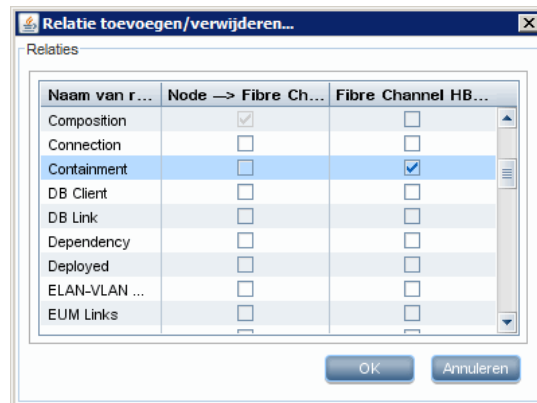 Relatie toevoegen/verwijderen...
Relaties
Naam van r... Node —> Fibre Ch... Fibre Channel HB...
Composition
Connection
Containment
DB Client
DB Link
Dependency
Deployed
ELAN-VLAN ...
EUM Links
OK Annuleren